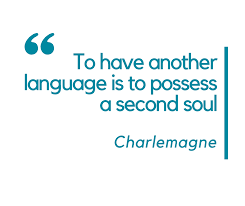 “
To have another
language is to possess
a second soul
Charlemagne